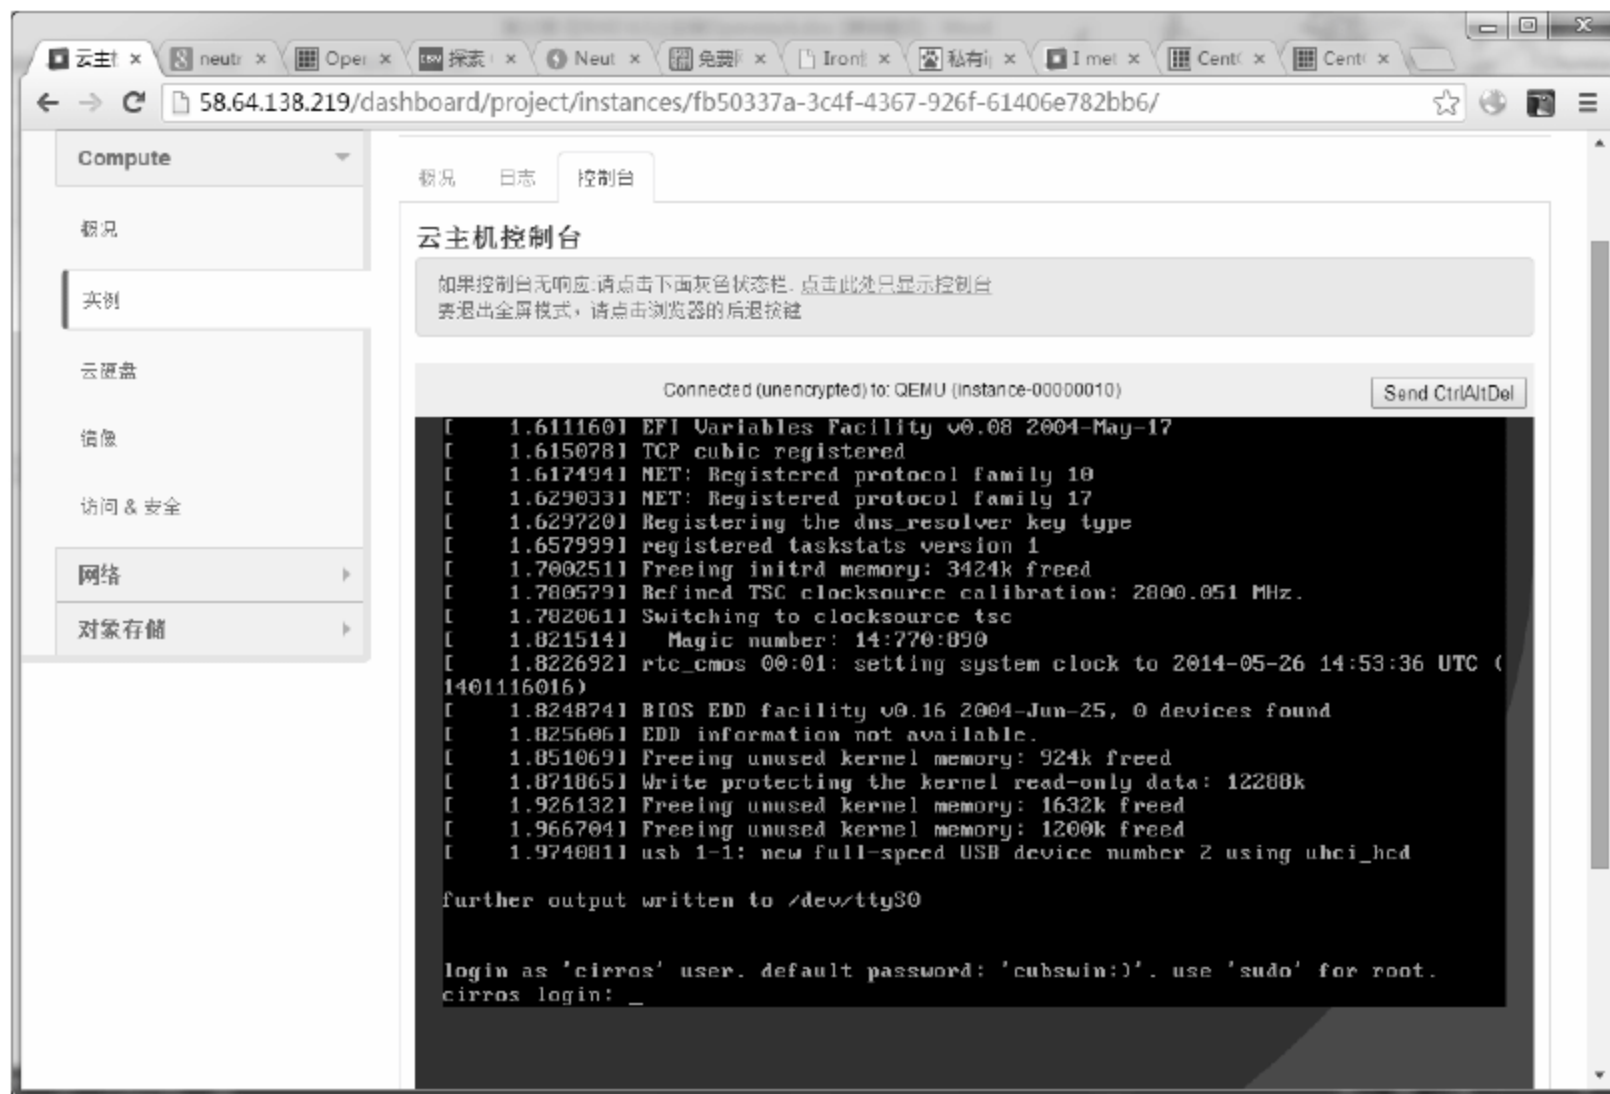 云主
neutr
Oper
探索
Neut
免费
Iron
私有
I met
Cent
Cent
58.64.138.219/dashboard/project/instances/fb50337a-3c4f-4367-926f-61406e782bb6/
Compute
概况
实例
云硬盘
镜像
访问 & 安全
网络
对象存储
概况 日志 控制台
云主机控制台
如果控制台无响应:请点击下面灰色状态栏. 点击此处只显示控制台
要退出全屏模式，请点击浏览器的后退按键
Connected (unencrypted) to: QEMU (instance-00000010)
Send CtrlAltDel
[    1.611160] EFI Variables Facility v0.08 2004-May-17
[    1.615078] TCP cubic registered
[    1.617494] NET: Registered protocol family 10
[    1.629033] NET: Registered protocol family 17
[    1.629720] Registering the dns_resolver key type
[    1.657999] registered taskstats version 1
[    1.700251] Freeing initrd memory: 3424k freed
[    1.780579] Refined TSC clocksource calibration: 2800.051 MHz.
[    1.782061] Switching to clocksource tsc
[    1.821514]   Magic number: 14:770:890
[    1.822692] rtc_cmos 00:01: setting system clock to 2014-05-26 14:53:36 UTC (
1401116016)
[    1.824874] BIOS EDD facility v0.16 2004-Jun-25, 0 devices found
[    1.825606] EDD information not available.
[    1.851069] Freeing unused kernel memory: 924k freed
[    1.871865] Write protecting the kernel read-only data: 12288k
[    1.926132] Freeing unused kernel memory: 1632k freed
[    1.966704] Freeing unused kernel memory: 1200k freed
[    1.974081] usb 1-1: new full-speed USB device number 2 using uhci_hcd
further output written to /dev/ttyS0
login as 'cirros' user. default password: 'cubswin:)'. use 'sudo' for root.
cirros login: _